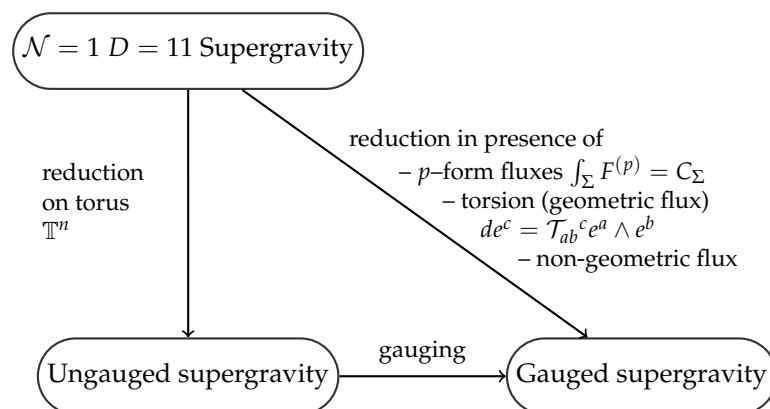 𝒩 = 1 D = 11 Supergravity
reduction
on torus
𝕋ⁿ
reduction in presence of
– p–form fluxes ∫_Σ F^(p) = C_Σ
– torsion (geometric flux)
de^c = 𝒯_ab^c e^a ∧ e^b
– non-geometric flux
Ungauged supergravity
gauging
Gauged supergravity